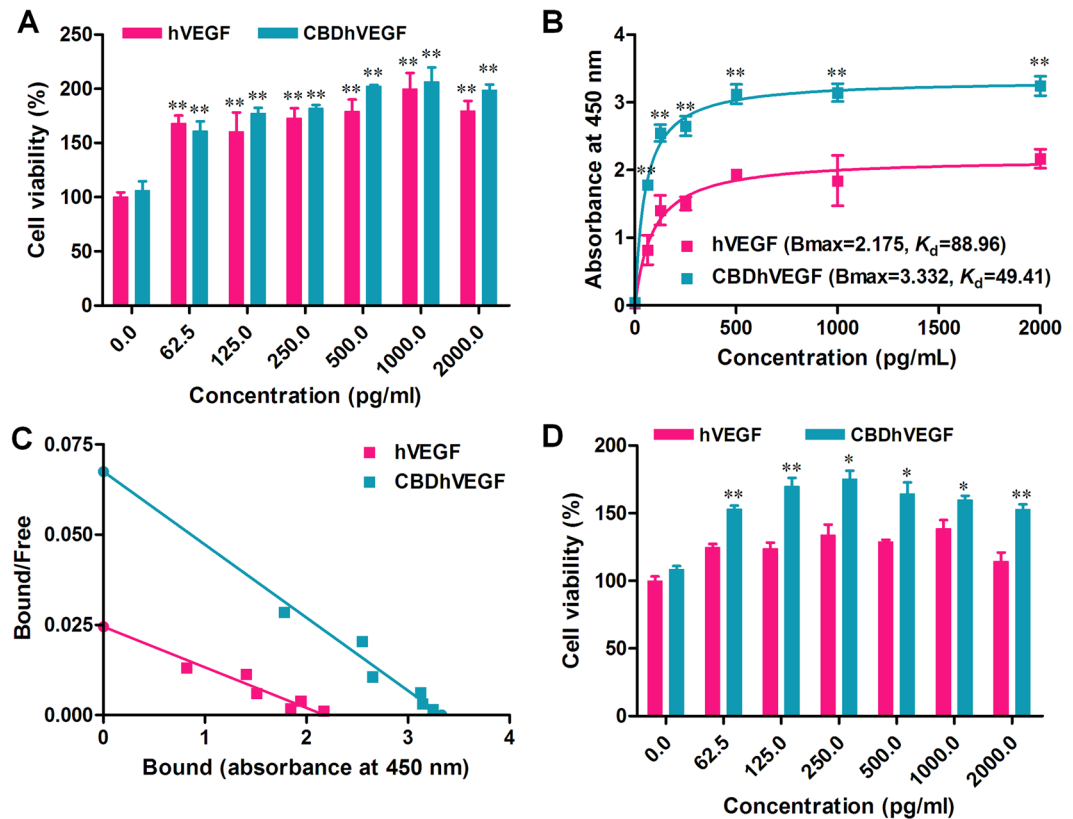 A
hVEGF
CBDhVEGF
Cell viability (%)
250
200
150
100
50
0
** ** ** ** ** ** ** ** ** ** ** **
0.0
62.5
125.0
250.0
500.0
1000.0
2000.0
Concentration (pg/ml)
B
Absorbance at 450 nm
4
3
2
1
0
** ** ** ** ** **
hVEGF (Bmax=2.175, Kd=88.96)
CBDhVEGF (Bmax=3.332, Kd=49.41)
0
500
1000
1500
2000
Concentration (pg/mL)
C
Bound/Free
0.075
0.050
0.025
0.000
hVEGF
CBDhVEGF
0
1
2
3
4
Bound (absorbance at 450 nm)
D
hVEGF
CBDhVEGF
Cell viability (%)
200
150
100
50
0
** ** * * * **
0.0
62.5
125.0
250.0
500.0
1000.0
2000.0
Concentration (pg/ml)